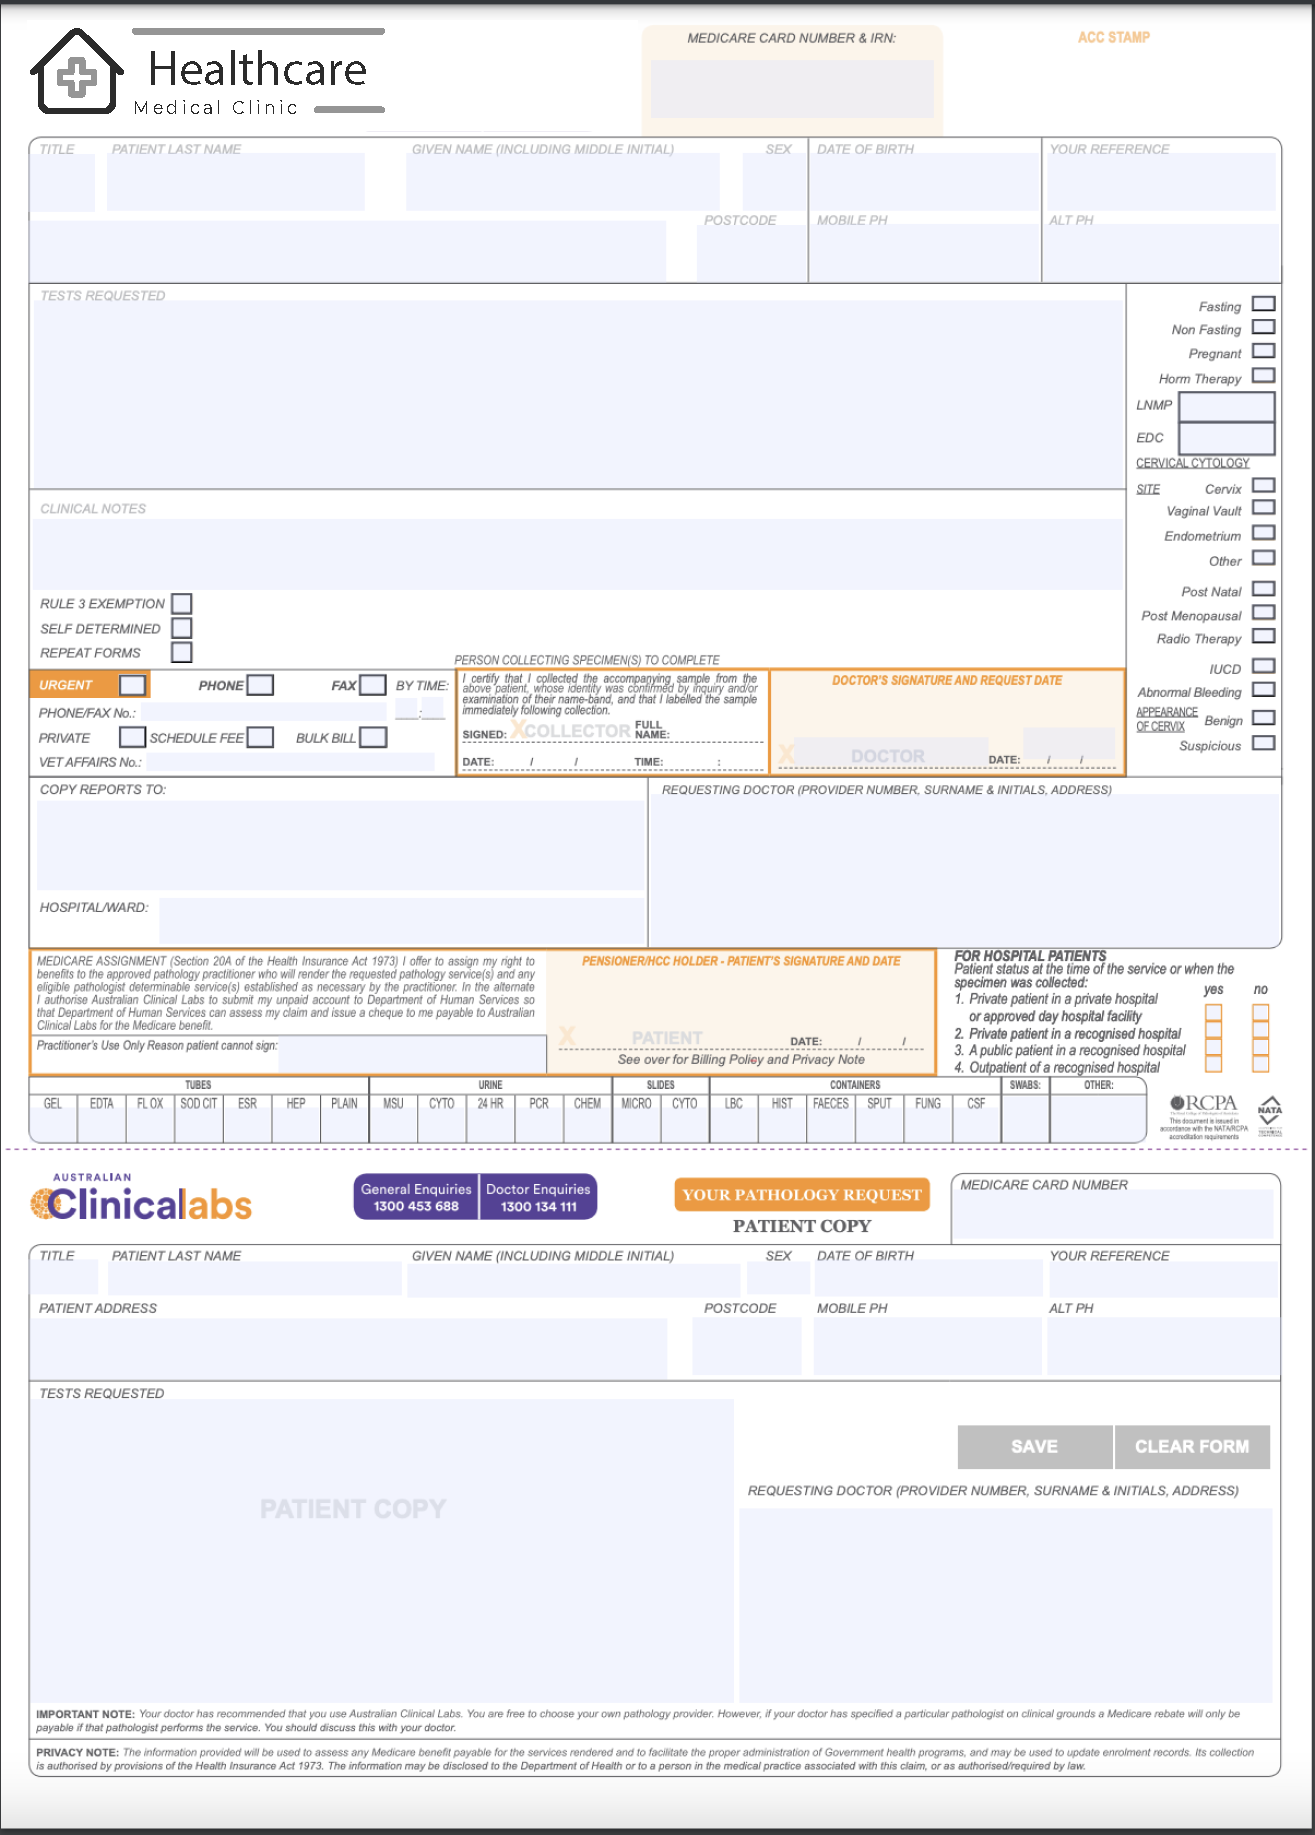 Healthcare
Medical Clinic
MEDICARE CARD NUMBER & IRN:
ACC STAMP
TITLE PATIENT LAST NAME GIVEN NAME (INCLUDING MIDDLE INITIAL) SEX DATE OF BIRTH YOUR REFERENCE
POSTCODE MOBILE PH ALT PH
TESTS REQUESTED
Fasting
Non Fasting
Pregnant
Horm Therapy
LNMP
EDC
CERVICAL CYTOLOGY
SITE Cervix
Vaginal Vault
Endometrium
Other
Post Natal
Post Menopausal
Radio Therapy
IUCD
Abnormal Bleeding
APPEARANCE
OF CERVIX Benign
Suspicious
CLINICAL NOTES
RULE 3 EXEMPTION
SELF DETERMINED
REPEAT FORMS
URGENT PHONE FAX BY TIME:
:
PHONE/FAX No.:
PRIVATE SCHEDULE FEE BULK BILL
VET AFFAIRS No.:
PERSON COLLECTING SPECIMEN(S) TO COMPLETE
I certify that I collected the accompanying sample from the
above patient, whose identity was confirmed by inquiry and/or
examination of their name-band, and that I labelled the sample
immediately following collection.
SIGNED: X COLLECTOR FULL
NAME:
DATE: / / TIME: :
DOCTOR'S SIGNATURE AND REQUEST DATE
X DOCTOR DATE: / /
COPY REPORTS TO:
REQUESTING DOCTOR (PROVIDER NUMBER, SURNAME & INITIALS, ADDRESS)
HOSPITAL/WARD:
MEDICARE ASSIGNMENT (Section 20A of the Health Insurance Act 1973) I offer to assign my right to
benefits to the approved pathology practitioner who will render the requested pathology service(s) and any
eligible pathologist determinable service(s) established as necessary by the practitioner. In the alternate
I authorise Australian Clinical Labs to submit my unpaid account to Department of Human Services so
that Department of Human Services can assess my claim and issue a cheque to me payable to Australian
Clinical Labs for the Medicare benefit.
Practitioner's Use Only Reason patient cannot sign:
PENSIONER/HCC HOLDER - PATIENT'S SIGNATURE AND DATE
X PATIENT DATE: / /
See over for Billing Policy and Privacy Note
FOR HOSPITAL PATIENTS
Patient status at the time of the service or when the
specimen was collected:
yes no
1. Private patient in a private hospital
or approved day hospital facility
2. Private patient in a recognised hospital
3. A public patient in a recognised hospital
4. Outpatient of a recognised hospital
TUBES URINE SLIDES CONTAINERS SWABS: OTHER:
GEL EDTA FL OX SOD CIT ESR HEP PLAIN MSU CYTO 24 HR PCR CHEM MICRO CYTO LBC HIST FAECES SPUT FUNG CSF
RCPA
This document is issued in
accordance with the NATA/RCPA
accreditation requirements
NATA
AUSTRALIAN
Clinicallabs
General Enquiries
1300 453 688
Doctor Enquiries
1300 134 111
YOUR PATHOLOGY REQUEST
PATIENT COPY
MEDICARE CARD NUMBER
TITLE PATIENT LAST NAME GIVEN NAME (INCLUDING MIDDLE INITIAL) SEX DATE OF BIRTH YOUR REFERENCE
PATIENT ADDRESS POSTCODE MOBILE PH ALT PH
TESTS REQUESTED
PATIENT COPY
SAVE CLEAR FORM
REQUESTING DOCTOR (PROVIDER NUMBER, SURNAME & INITIALS, ADDRESS)
IMPORTANT NOTE: Your doctor has recommended that you use Australian Clinical Labs. You are free to choose your own pathology provider. However, if your doctor has specified a particular pathologist on clinical grounds a Medicare rebate will only be
payable if that pathologist performs the service. You should discuss this with your doctor.
PRIVACY NOTE: The information provided will be used to assess any Medicare benefit payable for the services rendered and to facilitate the proper administration of Government health programs, and may be used to update enrolment records. Its collection
is authorised by provisions of the Health Insurance Act 1973. The information may be disclosed to the Department of Health or to a person in the medical practice associated with this claim, or as authorised/required by law.